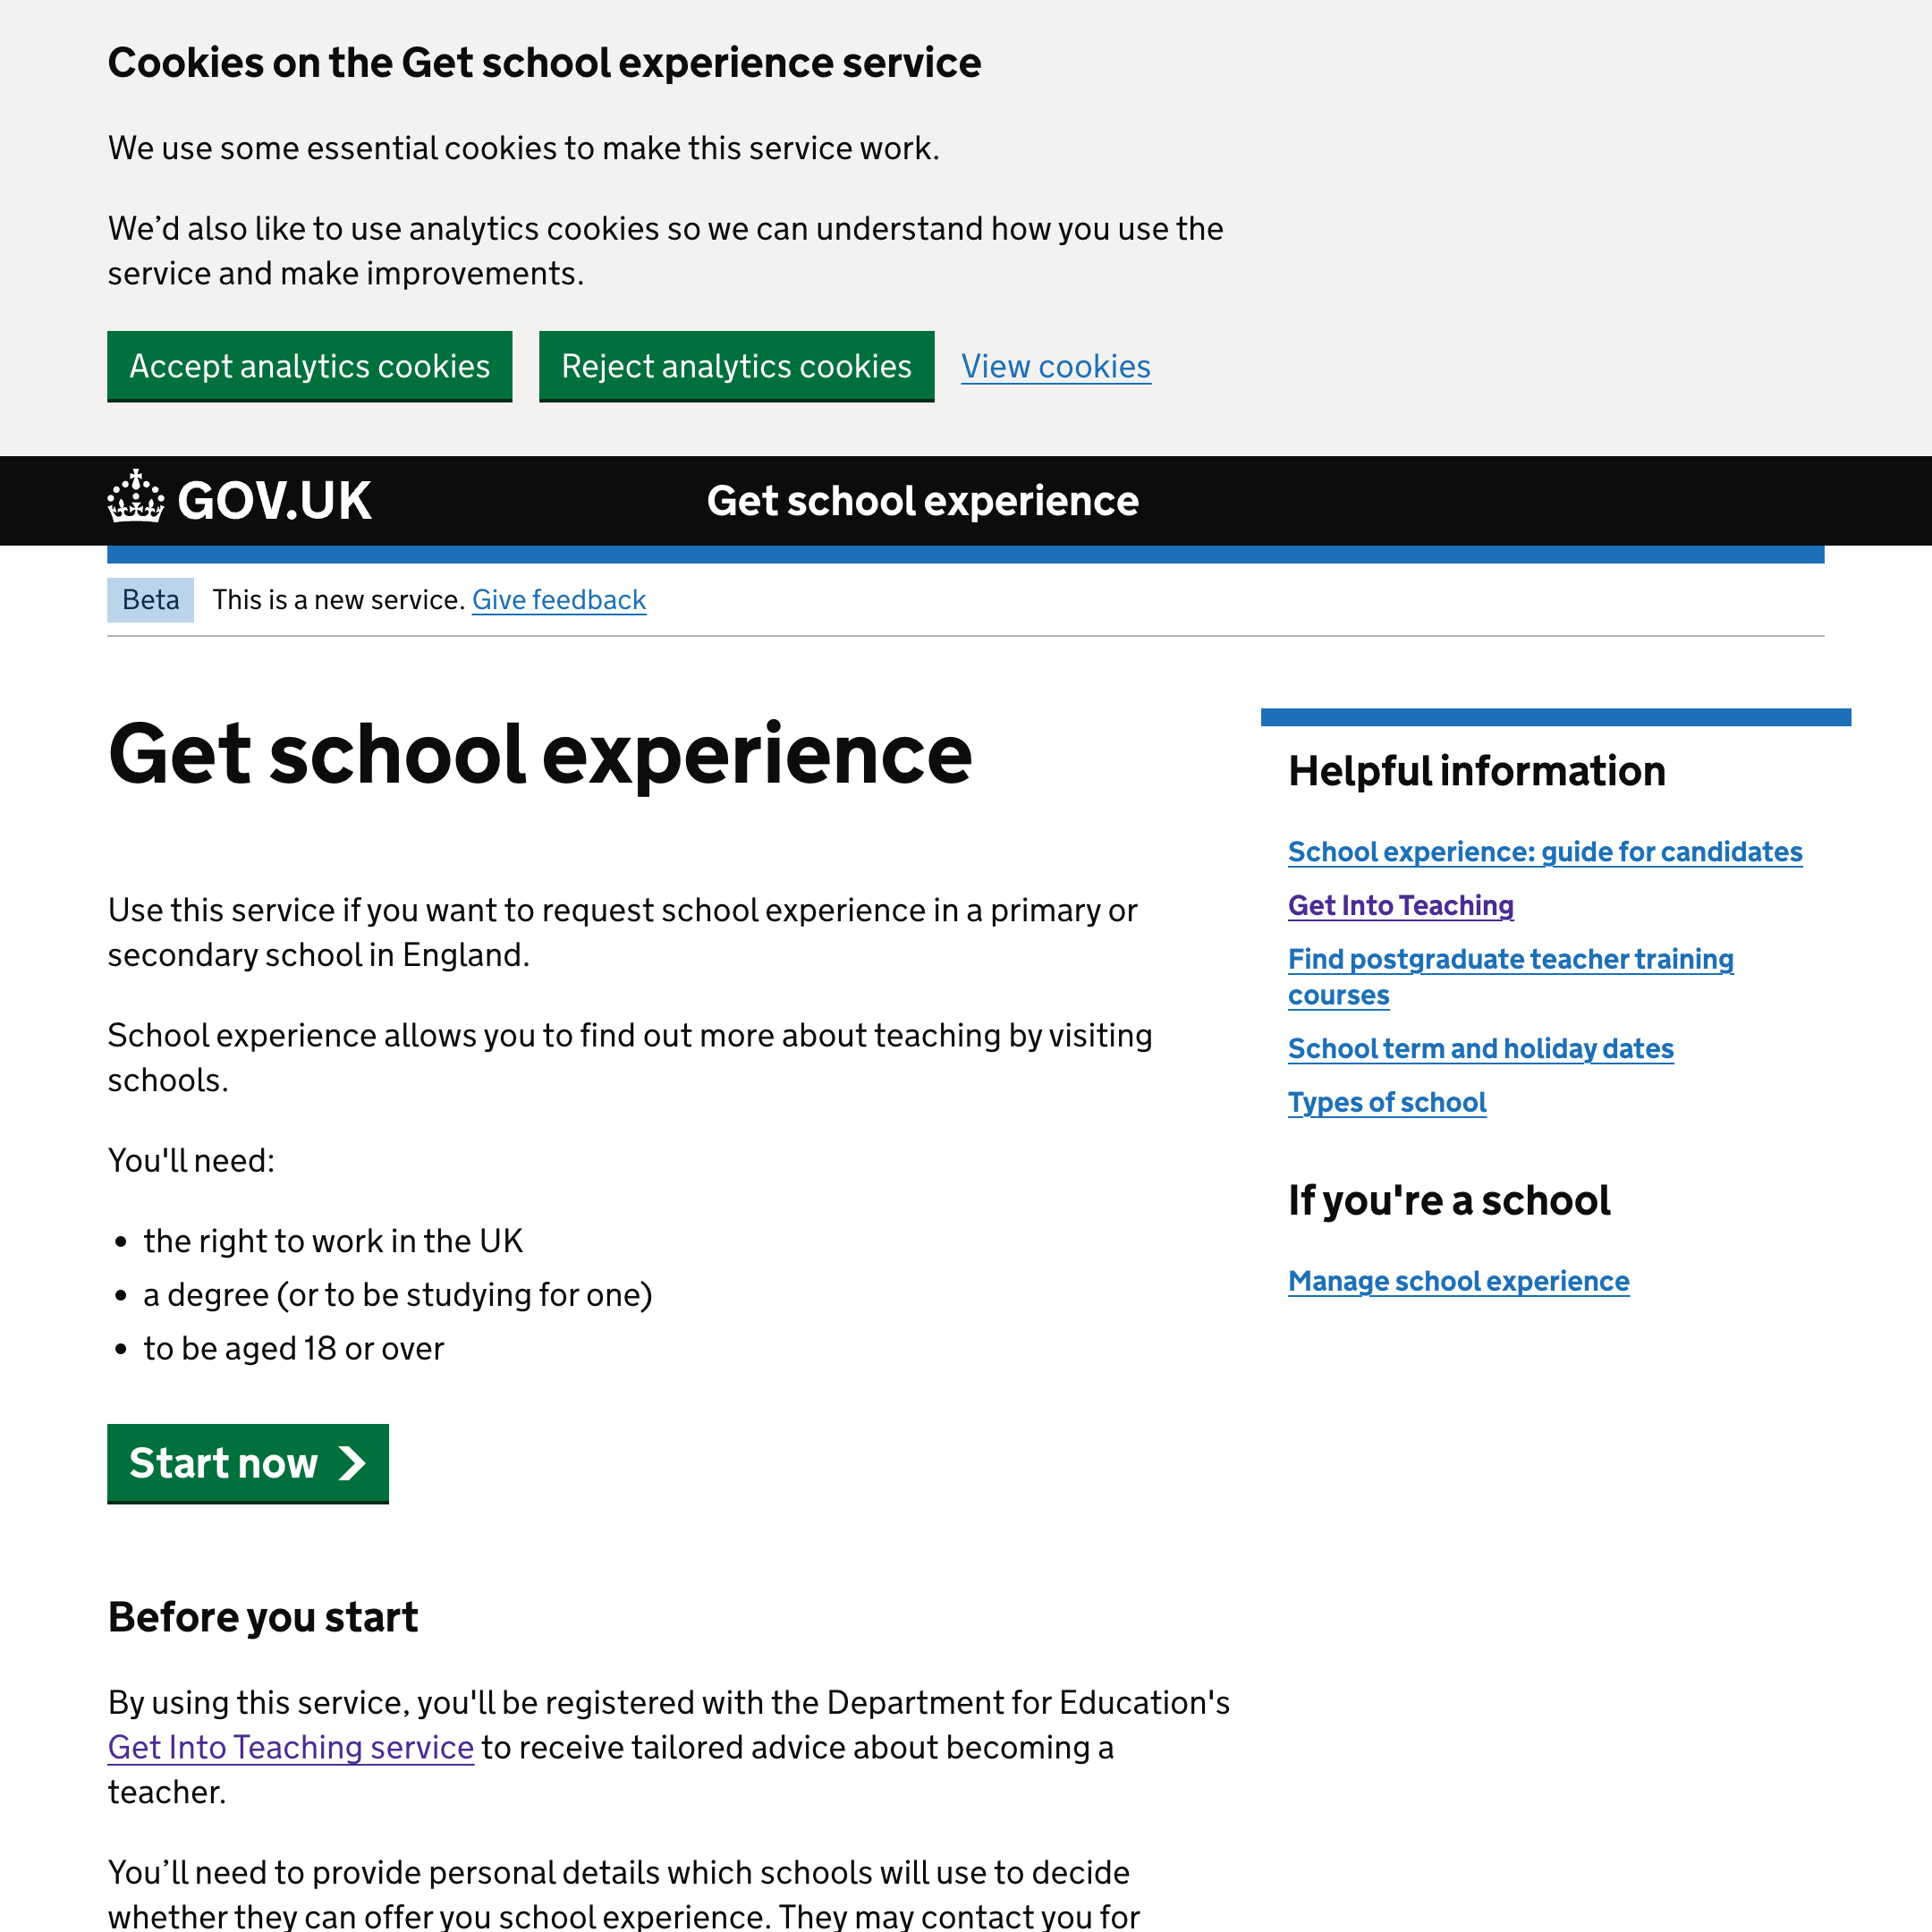 Cookies on the Get school experience service
We use some essential cookies to make this service work.
We’d also like to use analytics cookies so we can understand how you use the
service and make improvements.
Accept analytics cookies
Reject analytics cookies
View cookies
GOV.UK
Get school experience
Beta
This is a new service. Give feedback
Get school experience
Use this service if you want to request school experience in a primary or
secondary school in England.
School experience allows you to find out more about teaching by visiting
schools.
You'll need:
• the right to work in the UK
• a degree (or to be studying for one)
• to be aged 18 or over
Start now
Before you start
By using this service, you'll be registered with the Department for Education's
Get Into Teaching service to receive tailored advice about becoming a
teacher.
You’ll need to provide personal details which schools will use to decide
whether they can offer you school experience. They may contact you for
Helpful information
School experience: guide for candidates
Get Into Teaching
Find postgraduate teacher training
courses
School term and holiday dates
Types of school
If you're a school
Manage school experience